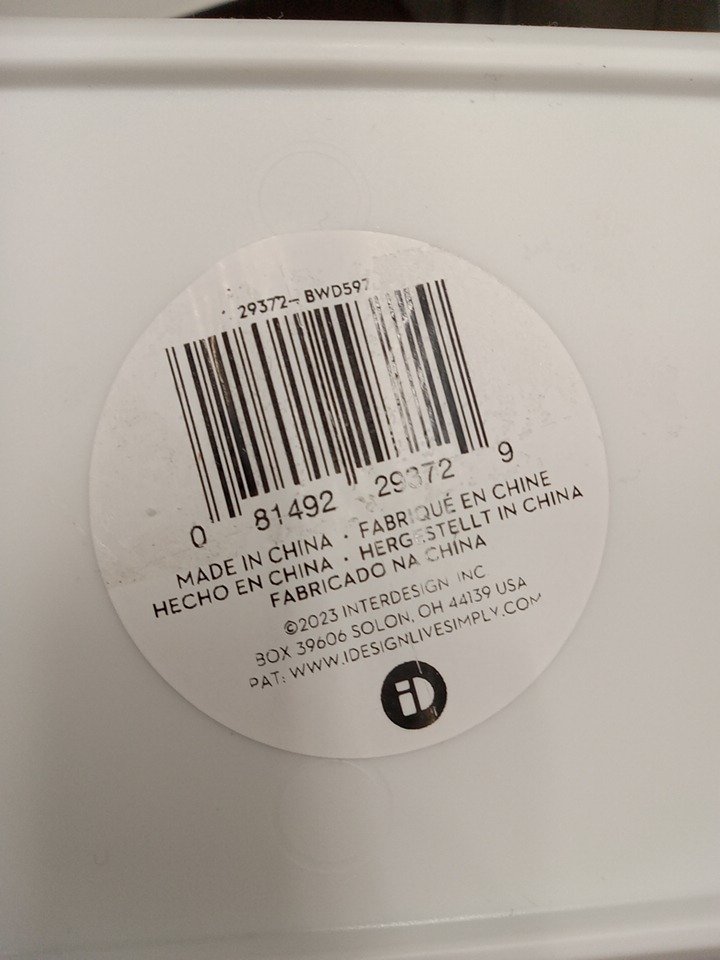 29372- BWD597
0 81492 29372 9
MADE IN CHINA · FABRIQUÉ EN CHINE
HECHO EN CHINA · HERGESTELLT IN CHINA
FABRICADO NA CHINA
©2023 INTERDESIGN INC
BOX 39606 SOLON, OH 44139 USA
PAT: WWW.IDESIGNLIVESIMPLY.COM
iD